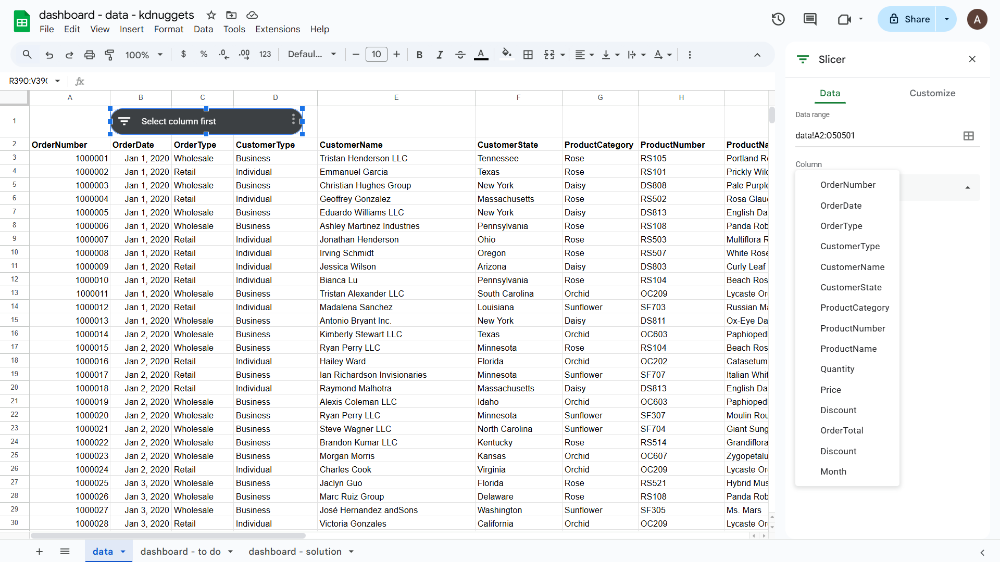 dashboard - data - kdnuggets
File Edit View Insert Format Data Tools Extensions Help
Share
A
100% $ % .0 .00 123 Defaul... 10 B I A
R390:V390 fx
A B C D E F G H
1 Select column first
2 OrderNumber OrderDate OrderType CustomerType CustomerName CustomerState ProductCategory ProductNumber ProductNa
3 1000001 Jan 1, 2020 Wholesale Business Tristan Henderson LLC Tennessee Rose RS105 Portland Ro
4 1000002 Jan 1, 2020 Retail Individual Emmanuel Garcia Texas Rose RS101 Prickly Wild
5 1000003 Jan 1, 2020 Wholesale Business Christian Hughes Group New York Daisy DS808 Pale Purple
6 1000004 Jan 1, 2020 Retail Individual Geoffrey Gonzalez Massachusetts Rose RS502 Rosa Glauc
7 1000005 Jan 1, 2020 Wholesale Business Eduardo Williams LLC New York Daisy DS813 English Da
8 1000006 Jan 1, 2020 Wholesale Business Ashley Martinez Industries Pennsylvania Rose RS108 Panda Rob
9 1000007 Jan 1, 2020 Retail Individual Jonathan Henderson Ohio Rose RS503 Multiflora R
10 1000008 Jan 1, 2020 Retail Individual Irving Schmidt Oregon Rose RS507 White Rose
11 1000009 Jan 1, 2020 Retail Individual Jessica Wilson Arizona Daisy DS803 Curly Leaf
12 1000010 Jan 1, 2020 Retail Individual Bianca Lu Pennsylvania Rose RS104 Beach Ros
13 1000011 Jan 1, 2020 Wholesale Business Tristan Alexander LLC South Carolina Orchid OC209 Lycaste Orc
14 1000012 Jan 1, 2020 Retail Individual Madalena Sanchez Louisiana Sunflower SF703 Russian Ma
15 1000013 Jan 1, 2020 Wholesale Business Antonio Bryant Inc. New York Daisy DS811 Ox-Eye Da
16 1000014 Jan 2, 2020 Wholesale Business Kimberly Stewart LLC Texas Orchid OC603 Paphiopedi
17 1000015 Jan 2, 2020 Wholesale Business Ryan Perry LLC Minnesota Rose RS104 Beach Ros
18 1000016 Jan 2, 2020 Retail Individual Hailey Ward Florida Orchid OC202 Catasetum
19 1000017 Jan 2, 2020 Retail Business Ian Richardson Invisionaries Minnesota Sunflower SF707 Italian Whit
20 1000018 Jan 2, 2020 Retail Individual Raymond Malhotra Massachusetts Daisy DS813 English Da
21 1000019 Jan 2, 2020 Wholesale Business Alexis Coleman LLC Idaho Orchid OC603 Paphiopedi
22 1000020 Jan 2, 2020 Wholesale Business Ryan Perry LLC Minnesota Sunflower SF307 Moulin Rou
23 1000021 Jan 2, 2020 Wholesale Business Steve Wagner LLC North Carolina Sunflower SF704 Giant Sung
24 1000022 Jan 2, 2020 Wholesale Business Brandon Kumar LLC Kentucky Rose RS514 Grandiflora
25 1000023 Jan 2, 2020 Wholesale Business Morgan Morris Kansas Orchid OC607 Zygopetalu
26 1000024 Jan 2, 2020 Retail Individual Charles Cook Virginia Orchid OC209 Lycaste Orc
27 1000025 Jan 3, 2020 Wholesale Business Jaclyn Guo Florida Rose RS521 Hybrid Mus
28 1000026 Jan 3, 2020 Wholesale Business Marc Ruiz Group Delaware Rose RS108 Panda Rob
29 1000027 Jan 3, 2020 Wholesale Business José Hernandez andSons Washington Sunflower SF305 Ms. Mars
30 1000028 Jan 3, 2020 Retail Individual Victoria Gonzales California Orchid OC209 Lycaste Orc
Slicer
Data Customize
Data range
data!A2:O50501
Column
OrderNumber
OrderDate
OrderType
CustomerType
CustomerName
CustomerState
ProductCategory
ProductNumber
ProductName
Quantity
Price
Discount
OrderTotal
Discount
Month
data dashboard - to do dashboard - solution